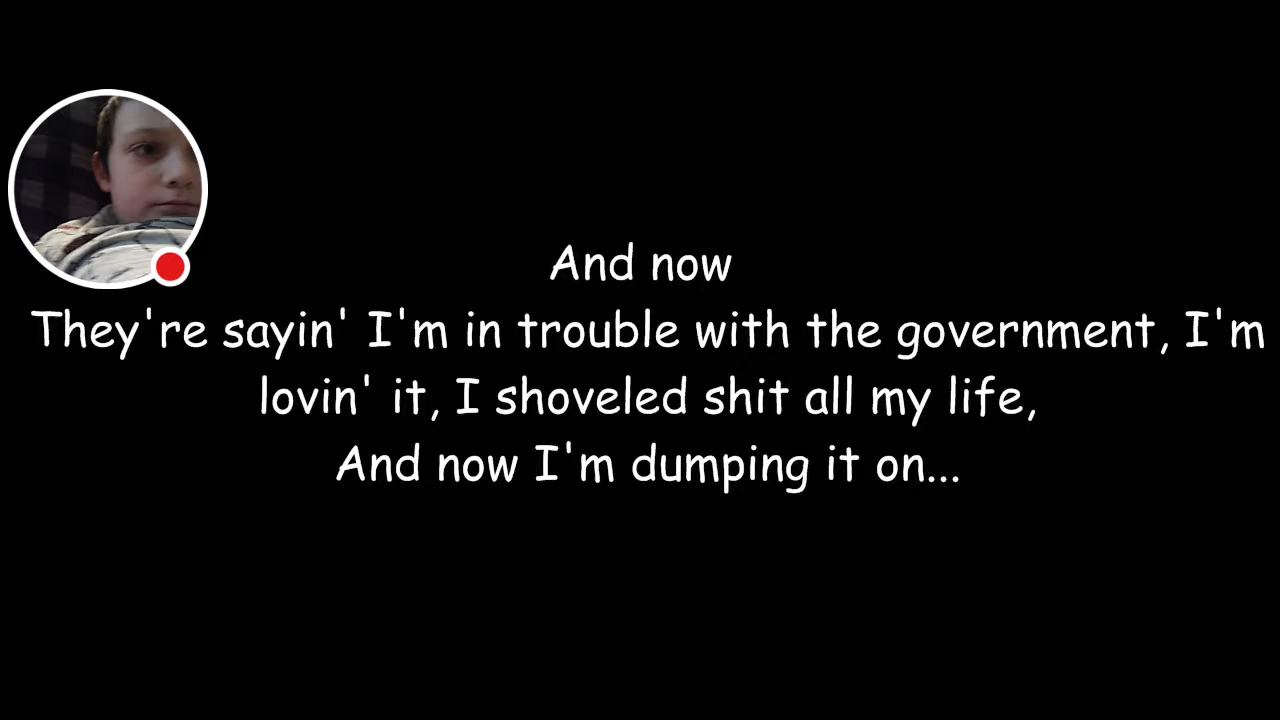 And now
They're sayin' I'm in trouble with the government, I'm
lovin' it, I shoveled shit all my life,
And now I'm dumping it on...